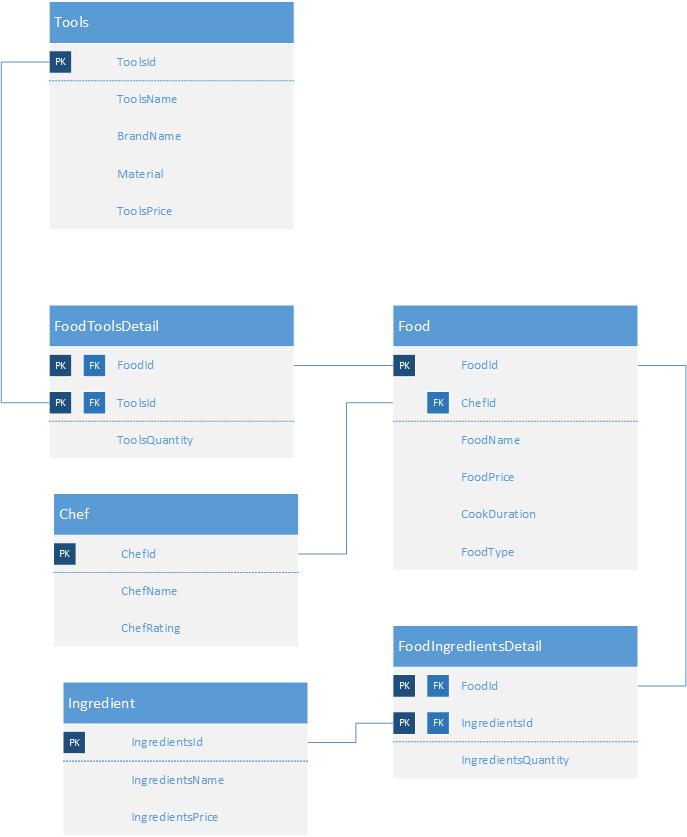 Tools
PK ToolsId
ToolsName
BrandName
Material
ToolsPrice
FoodToolsDetail
PK FK FoodId
PK FK ToolsId
ToolsQuantity
Food
PK FoodId
FK ChefId
FoodName
FoodPrice
CookDuration
FoodType
Chef
PK ChefId
ChefName
ChefRating
FoodIngredientsDetail
PK FK FoodId
PK FK IngredientsId
IngredientsQuantity
Ingredient
PK IngredientsId
IngredientsName
IngredientsPrice